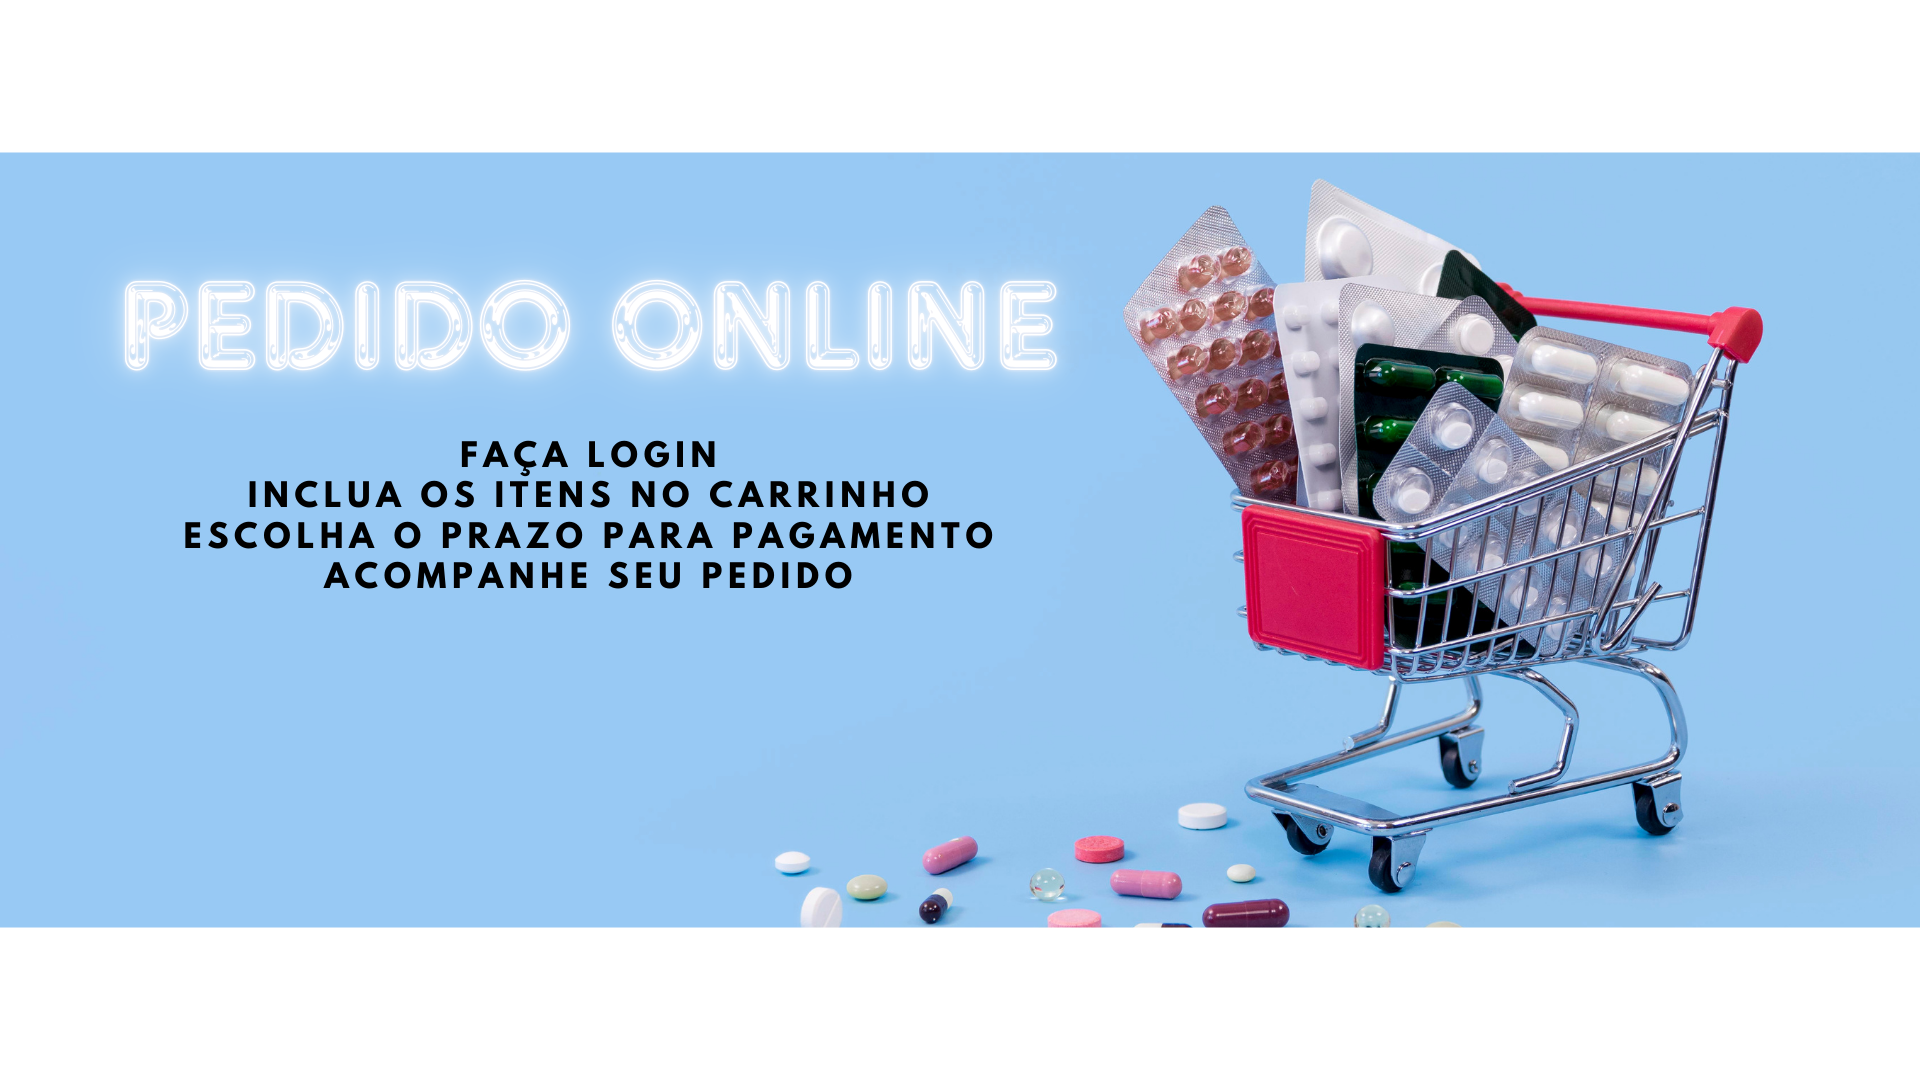 PEDIDO ONLINE
FAÇA LOGIN
INCLUA OS ITENS NO CARRINHO
ESCOLHA O PRAZO PARA PAGAMENTO
ACOMPANHE SEU PEDIDO